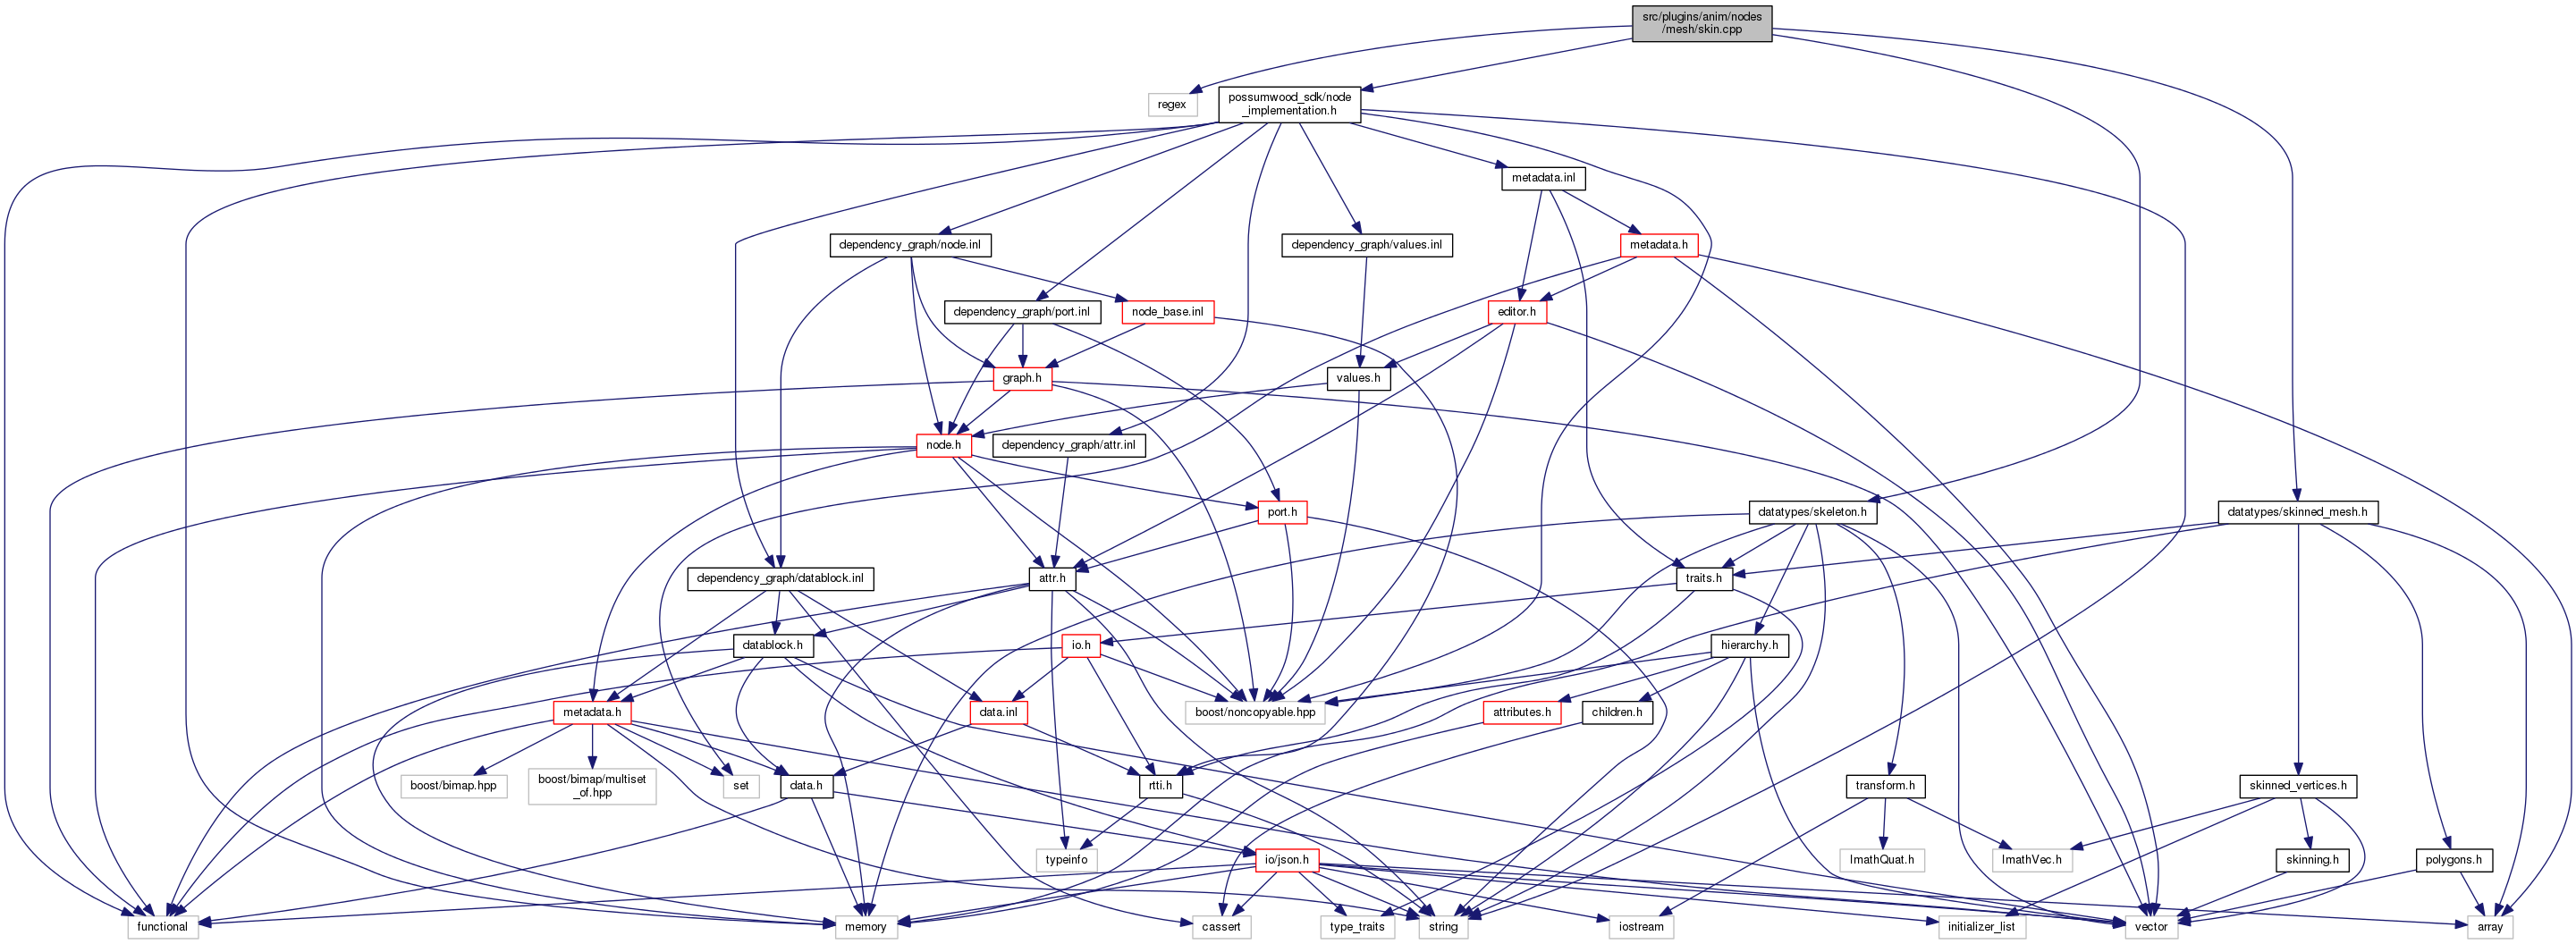 src/plugins/anim/nodes
/mesh/skin.cpp
regex
possumwood_sdk/node
_implementation.h
metadata.inl
dependency_graph/node.inl
dependency_graph/values.inl
metadata.h
dependency_graph/port.inl
node_base.inl
editor.h
graph.h
values.h
node.h
dependency_graph/attr.inl
port.h
datatypes/skeleton.h
datatypes/skinned_mesh.h
dependency_graph/datablock.inl
attr.h
traits.h
datablock.h
io.h
hierarchy.h
metadata.h
data.inl
boost/noncopyable.hpp
attributes.h
children.h
boost/bimap.hpp
boost/bimap/multiset
_of.hpp
set
data.h
rtti.h
transform.h
skinned_vertices.h
typeinfo
io/json.h
ImathQuat.h
ImathVec.h
skinning.h
polygons.h
functional
memory
cassert
type_traits
string
iostream
initializer_list
vector
array